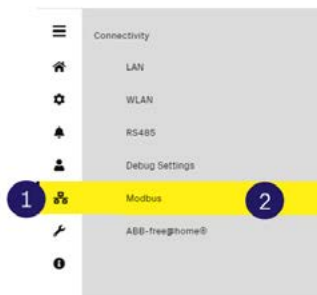 Connectivity
LAN
WLAN
RS485
Debug Settings
1 Modbus 2
ABB-free@home®